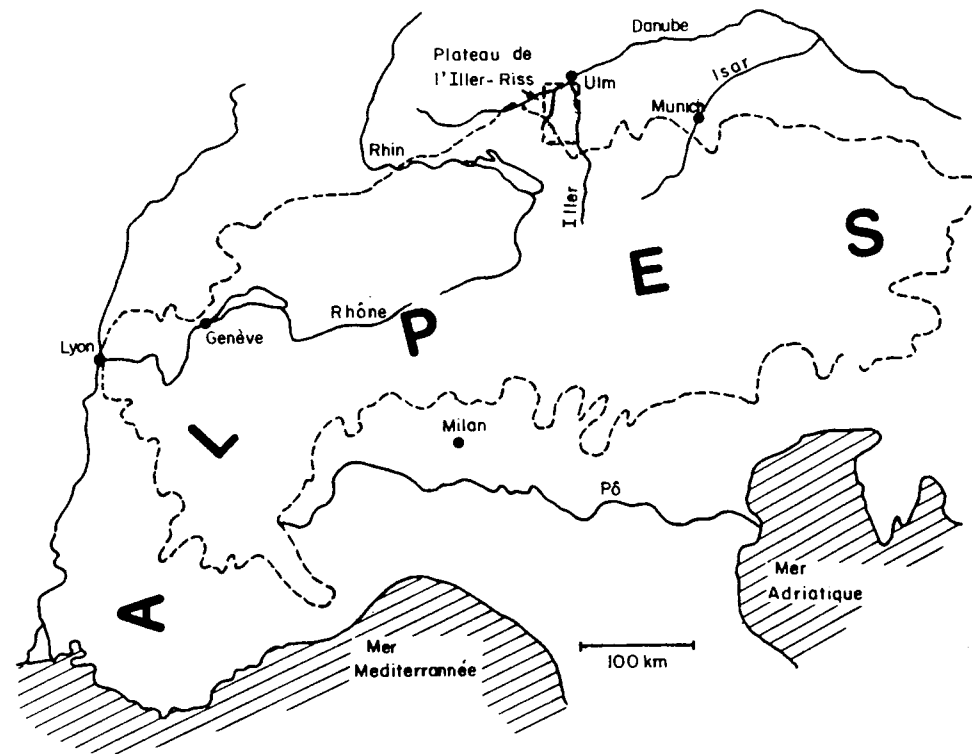 Danube
Plateau de
l'Iller-Riss
Ulm
Isar
Munich
Rhin
Iller
S
E
Rhône
P
Genève
Lyon
Milan
L
Pô
Mer
Adriatique
A
Mer
Mediterrannée
100 km